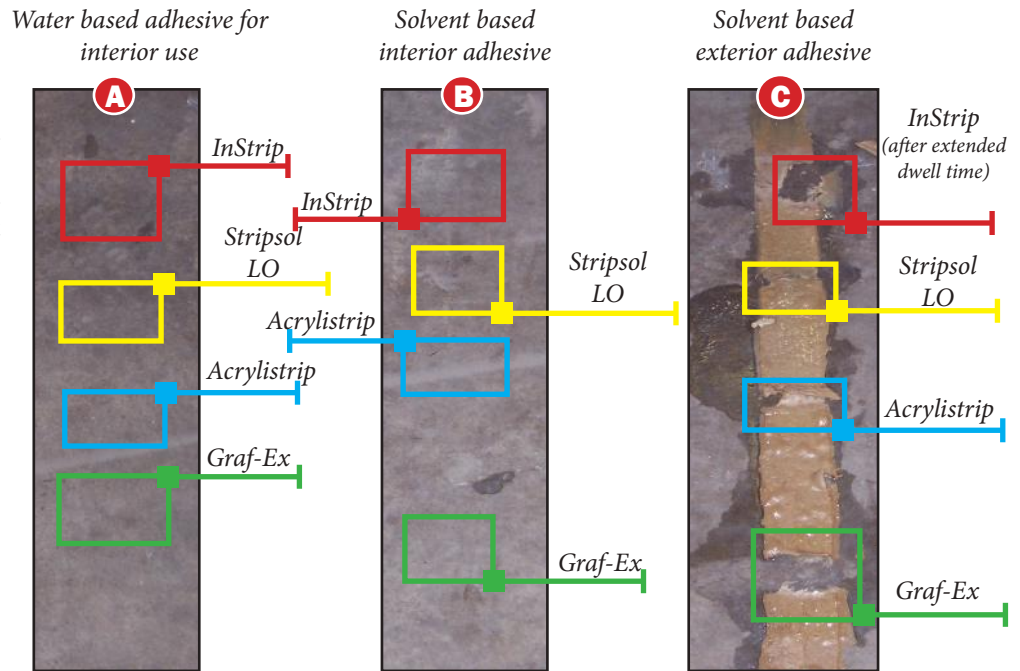 Water based adhesive for
interior use
A
InStrip
Stripsol
LO
Acrylistrip
Graf-Ex
Solvent based
interior adhesive
B
InStrip
Stripsol
LO
Acrylistrip
Graf-Ex
Solvent based
exterior adhesive
C
InStrip
(after extended
dwell time)
Stripsol
LO
Acrylistrip
Graf-Ex